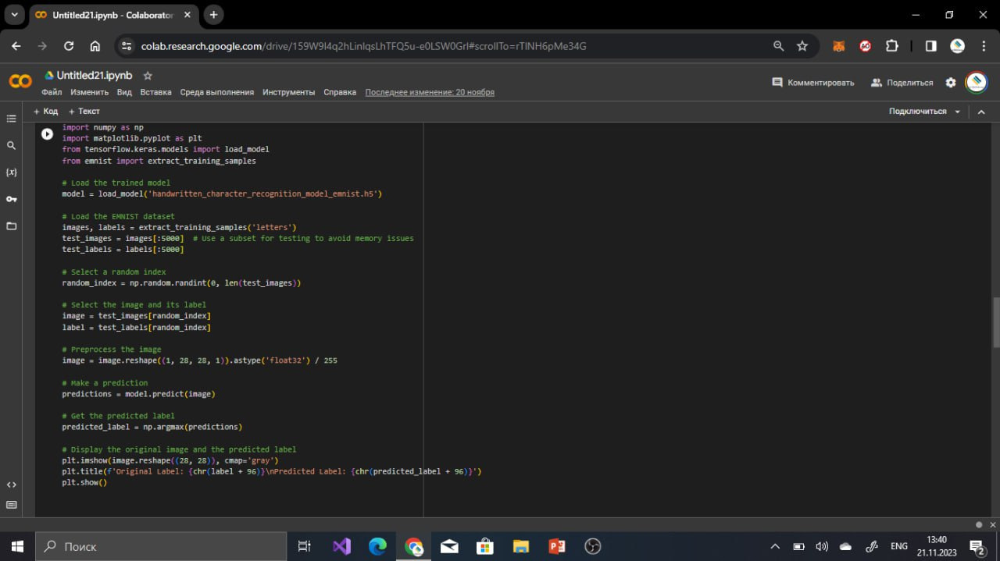 Untitled21.ipynb - Colaborator
colab.research.google.com/drive/159W9I4q2hLinIqsLhTFQ5u-e0LSW0Grl#scrollTo=rTINH6pMe34G
Untitled21.ipynb
Комментировать
Поделиться
Файл Изменить Вид Вставка Среда выполнения Инструменты Справка Последнее изменение: 20 ноября
+ Код + Текст
Подключиться
import numpy as np
import matplotlib.pyplot as plt
from tensorflow.keras.models import load_model
from emnist import extract_training_samples
# Load the trained model
model = load_model('handwritten_character_recognition_model_emnist.h5')
# Load the EMNIST dataset
images, labels = extract_training_samples('letters')
test_images = images[:5000]  # Use a subset for testing to avoid memory issues
test_labels = labels[:5000]
# Select a random index
random_index = np.random.randint(0, len(test_images))
# Select the image and its label
image = test_images[random_index]
label = test_labels[random_index]
# Preprocess the image
image = image.reshape((1, 28, 28, 1)).astype('float32') / 255
# Make a prediction
predictions = model.predict(image)
# Get the predicted label
predicted_label = np.argmax(predictions)
# Display the original image and the predicted label
plt.imshow(image.reshape((28, 28)), cmap='gray')
plt.title(f'Original Label: {chr(label + 96)}\nPredicted Label: {chr(predicted_label + 96)}')
plt.show()
Поиск
ENG
13:40
21.11.2023
2